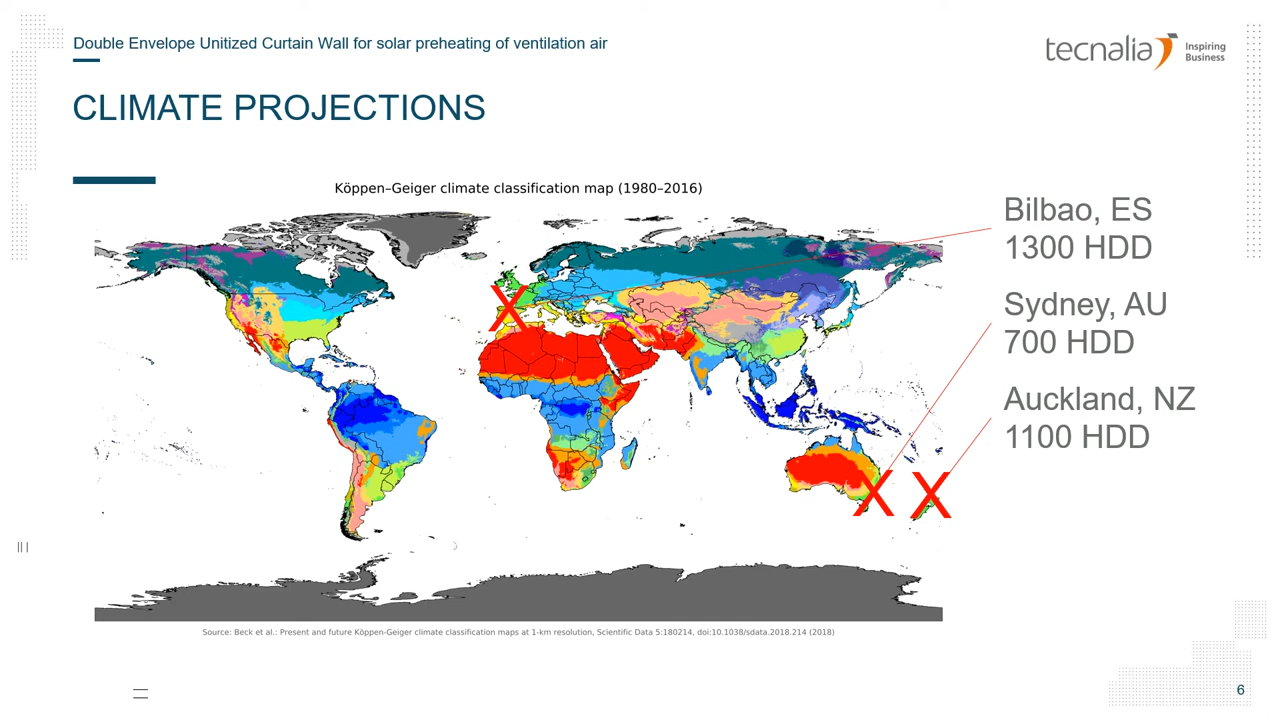 Double Envelope Unitized Curtain Wall for solar preheating of ventilation air
tecnalia
Inspiring
Business
CLIMATE PROJECTIONS
Köppen–Geiger climate classification map (1980–2016)
Bilbao, ES
1300 HDD
Sydney, AU
700 HDD
Auckland, NZ
1100 HDD
X
X
X
Source: Beck et al.: Present and future Köppen-Geiger climate classification maps at 1-km resolution, Scientific Data 5:180214, doi:10.1038/sdata.2018.214 (2018)
6